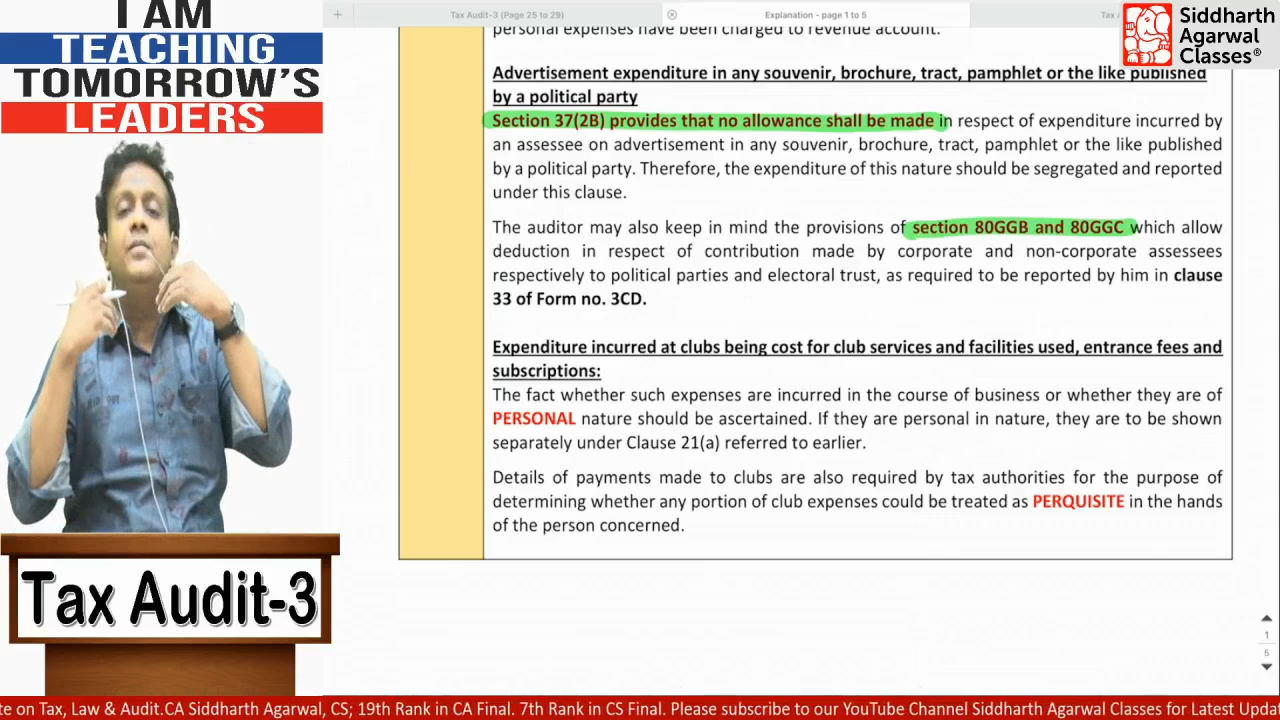 I AM
TEACHING
TOMORROW'S
LEADERS
Tax Audit-3 (Page 25 to 29)
Explanation - page 1 to 5
Siddharth
Agarwal
Classes®
personal expenses have been charged to revenue account.
Advertisement expenditure in any souvenir, brochure, tract, pamphlet or the like published
by a political party
Section 37(2B) provides that no allowance shall be made in respect of expenditure incurred by
an assessee on advertisement in any souvenir, brochure, tract, pamphlet or the like published
by a political party. Therefore, the expenditure of this nature should be segregated and reported
under this clause.
The auditor may also keep in mind the provisions of section 80GGB and 80GGC which allow
deduction in respect of contribution made by corporate and non-corporate assessees
respectively to political parties and electoral trust, as required to be reported by him in clause
33 of Form no. 3CD.
Expenditure incurred at clubs being cost for club services and facilities used, entrance fees and
subscriptions:
The fact whether such expenses are incurred in the course of business or whether they are of
PERSONAL nature should be ascertained. If they are personal in nature, they are to be shown
separately under Clause 21(a) referred to earlier.
Details of payments made to clubs are also required by tax authorities for the purpose of
determining whether any portion of club expenses could be treated as PERQUISITE in the hands
of the person concerned.
Tax Audit-3
1
5
te on Tax, Law & Audit.CA Siddharth Agarwal, CS; 19th Rank in CA Final. 7th Rank in CS Final. Please subscribe to our YouTube Channel Siddharth Agarwal Classes for Latest Updat